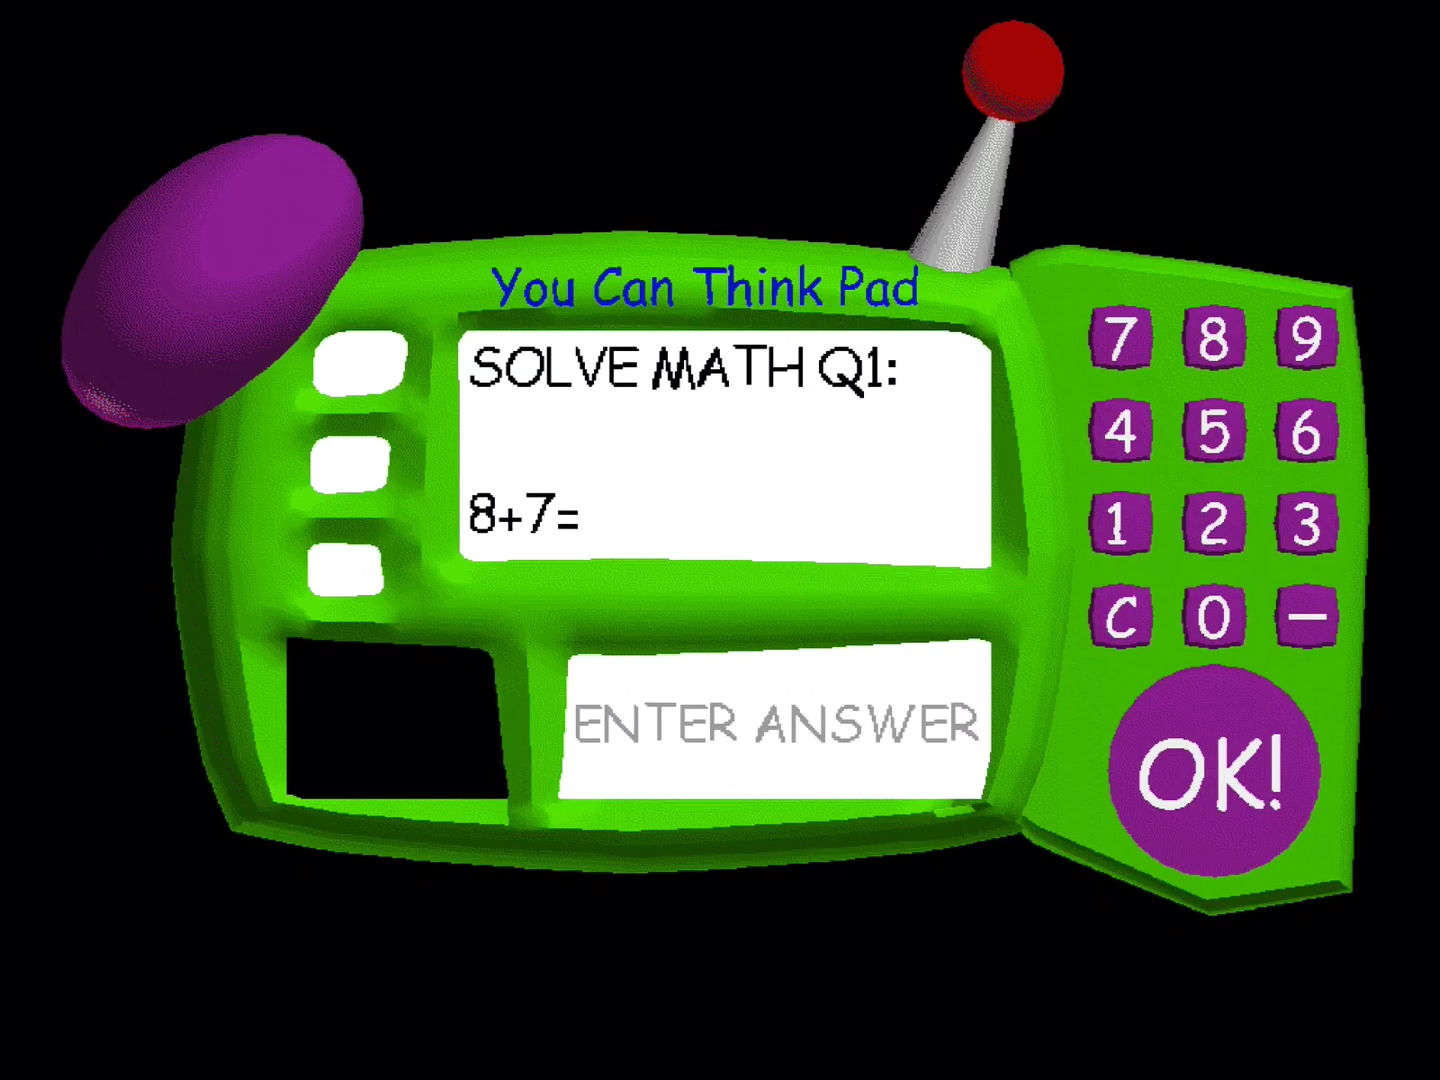 You Can Think Pad
SOLVE MATH Q1:
8+7=
ENTER ANSWER
7 8 9
4 5 6
1 2 3
C 0 –
OK!